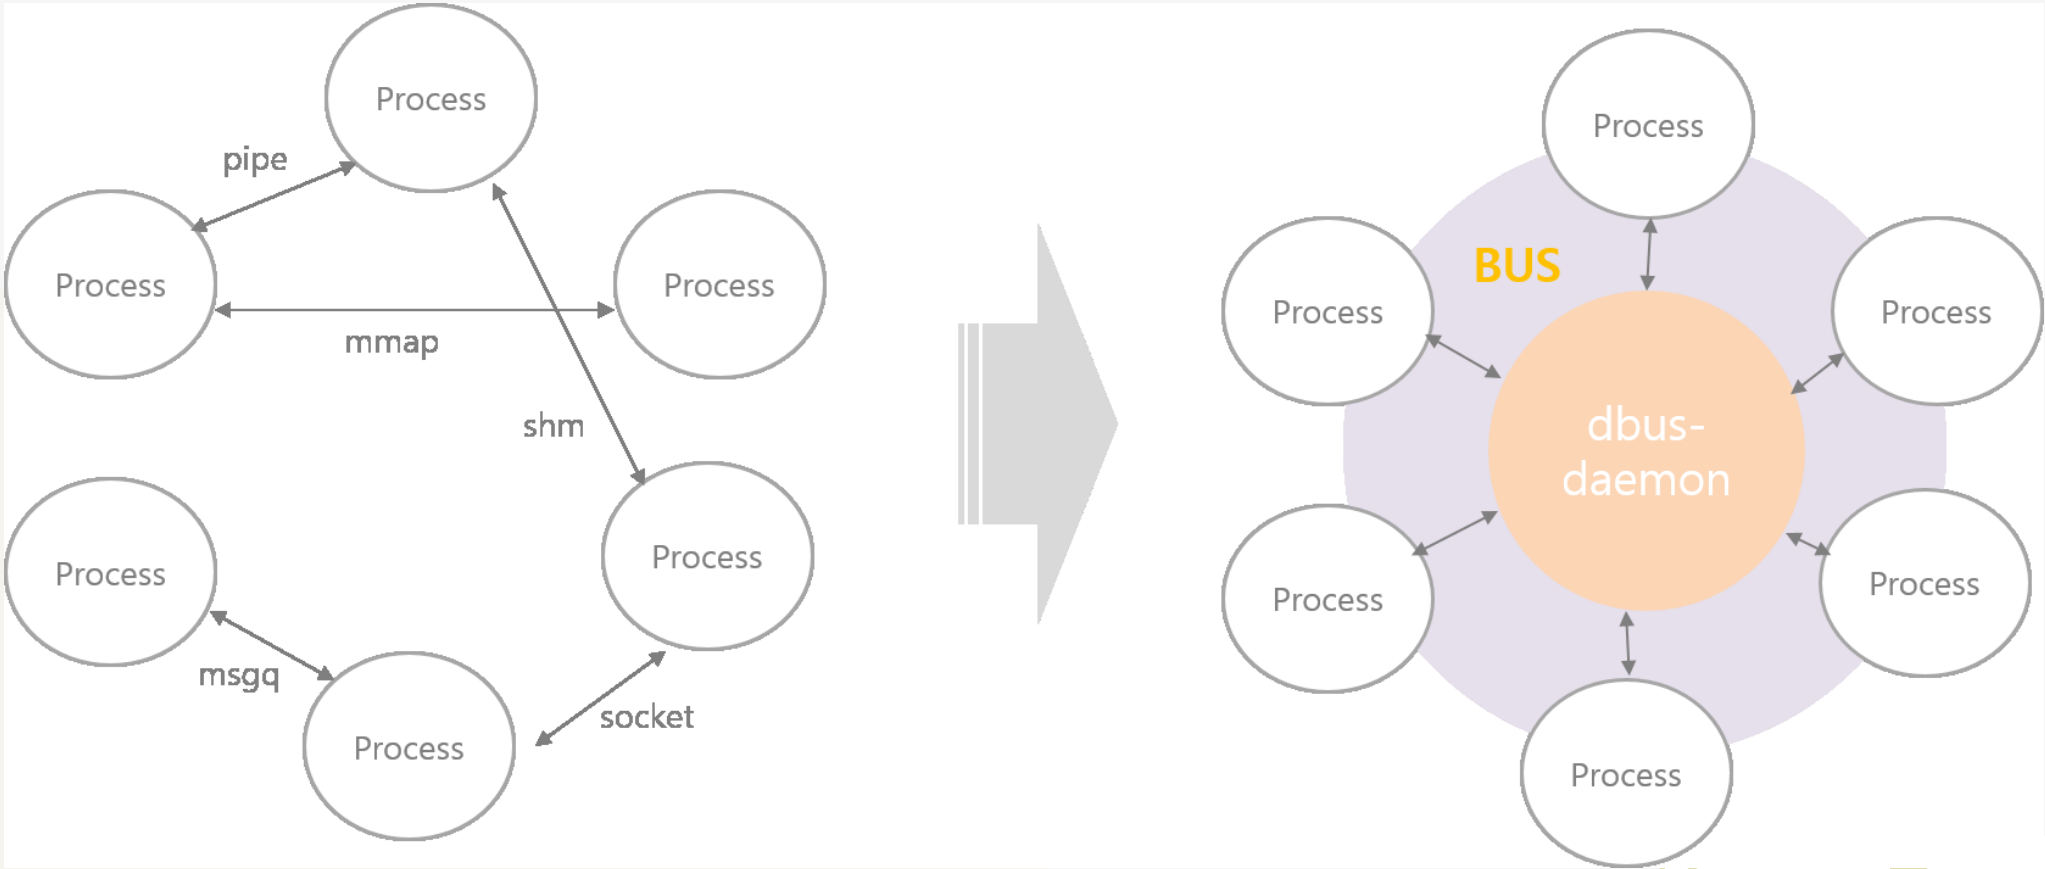 Process
pipe
Process
Process
mmap
shm
Process
Process
msgq
Process
socket
Process
BUS
Process
Process
dbus-
daemon
Process
Process
Process